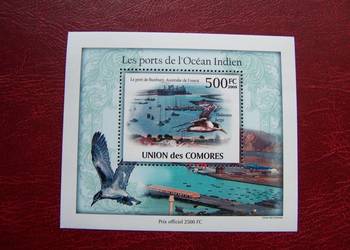 Les ports de l'Océan Indien
Le port de Bunbury, Australie de l'ouest
500FC
2009
UNION des COMORES
Prix officiel 2500 FC